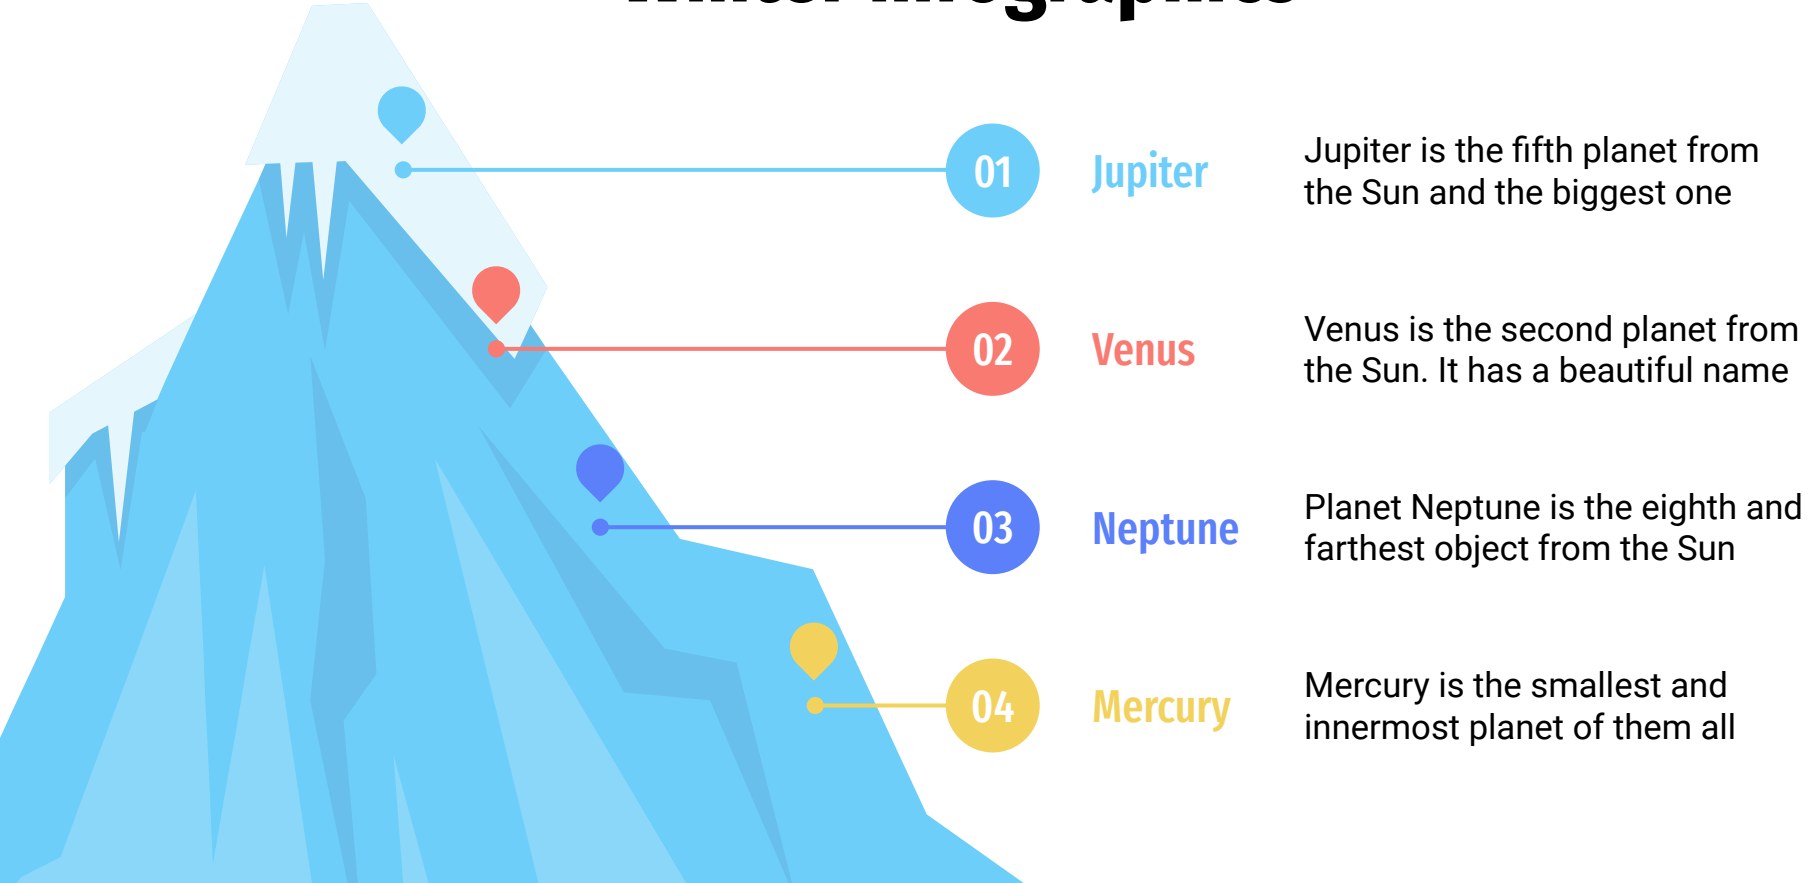 Winter Infographics
01
Jupiter
Jupiter is the fifth planet from
the Sun and the biggest one
02
Venus
Venus is the second planet from
the Sun. It has a beautiful name
03
Neptune
Planet Neptune is the eighth and
farthest object from the Sun
04
Mercury
Mercury is the smallest and
innermost planet of them all